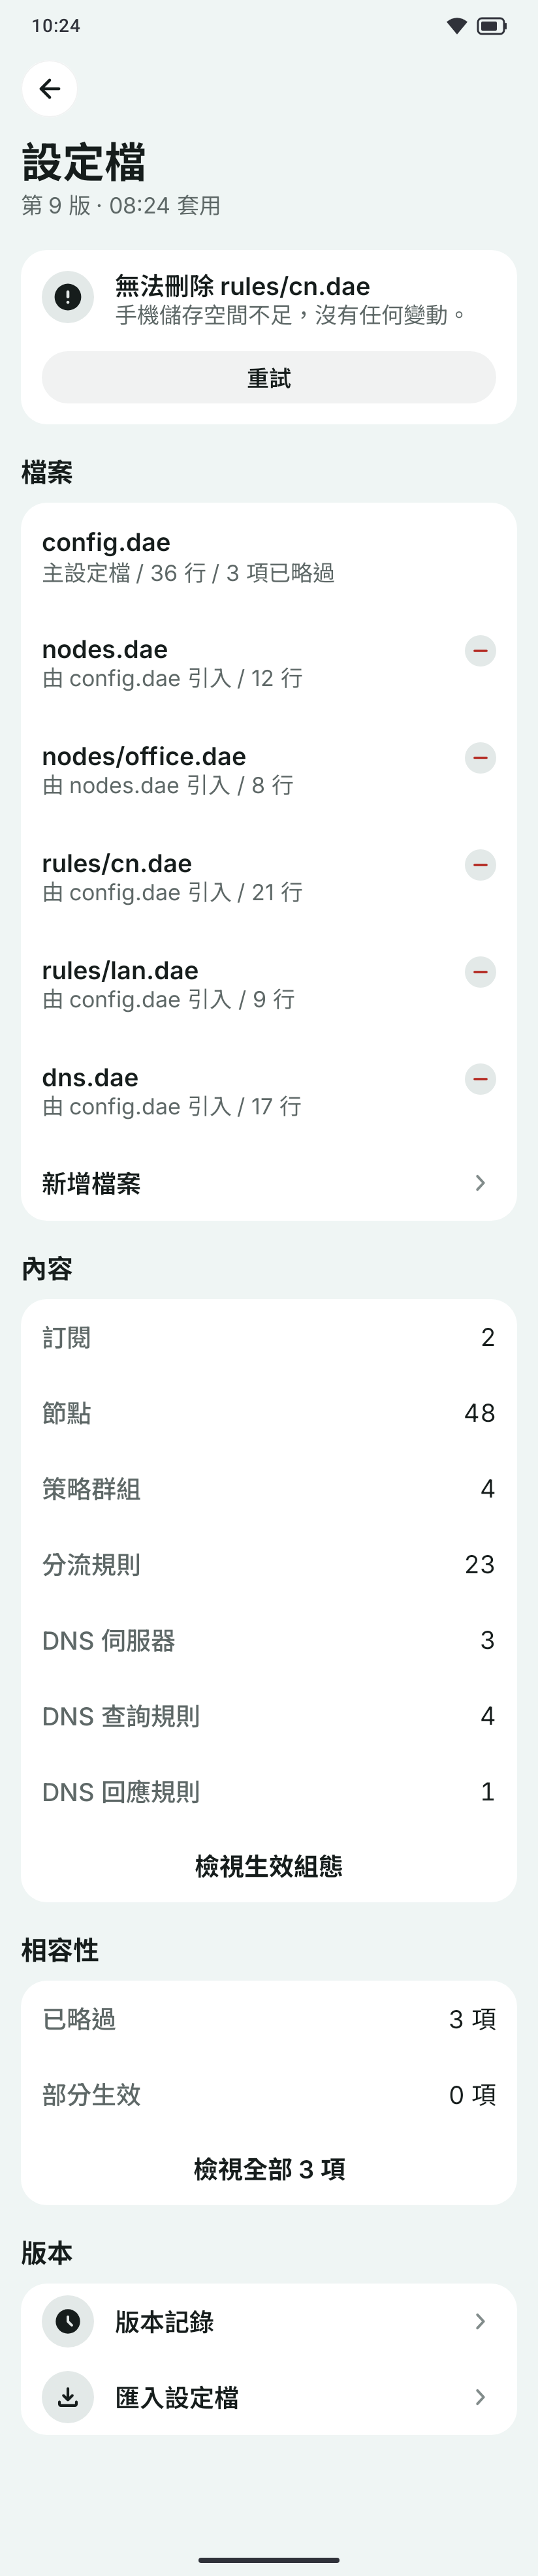 10:24
設定檔
第 9 版 · 08:24 套用
無法刪除 rules/cn.dae
手機儲存空間不足，沒有任何變動。
重試
檔案
config.dae
主設定檔 / 36 行 / 3 項已略過
nodes.dae
由 config.dae 引入 / 12 行
nodes/office.dae
由 nodes.dae 引入 / 8 行
rules/cn.dae
由 config.dae 引入 / 21 行
rules/lan.dae
由 config.dae 引入 / 9 行
dns.dae
由 config.dae 引入 / 17 行
新增檔案
內容
訂閱 2
節點 48
策略群組 4
分流規則 23
DNS 伺服器 3
DNS 查詢規則 4
DNS 回應規則 1
檢視生效組態
相容性
已略過 3 項
部分生效 0 項
檢視全部 3 項
版本
版本記錄
匯入設定檔